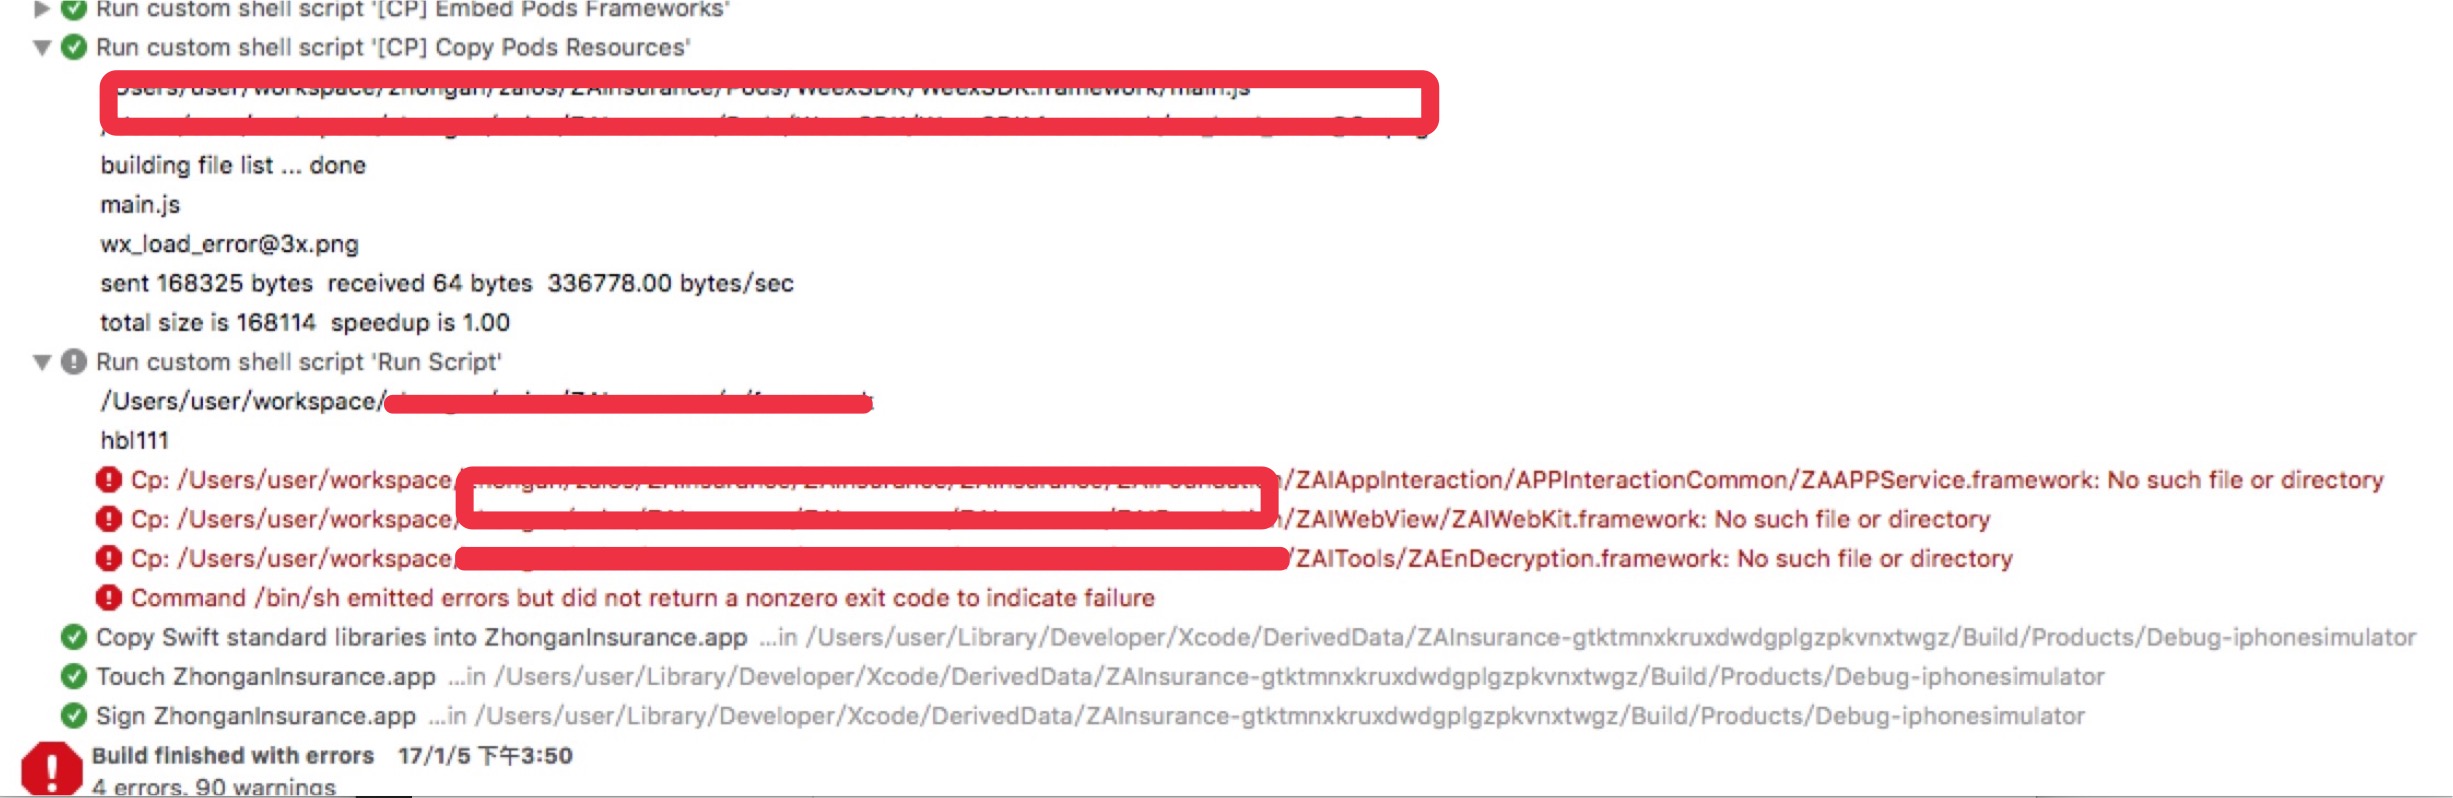 Run custom shell script '[CP] Embed Pods Frameworks'
Run custom shell script '[CP] Copy Pods Resources'
building file list ... done
main.js
wx_load_error@3x.png
sent 168325 bytes  received 64 bytes  336778.00 bytes/sec
total size is 168114  speedup is 1.00
Run custom shell script 'Run Script'
/Users/user/workspace/
hbl111
Cp: /Users/user/workspace/ /ZAIAppInteraction/APPInteractionCommon/ZAAPPService.framework: No such file or directory
Cp: /Users/user/workspace/ /ZAIWebView/ZAIWebKit.framework: No such file or directory
Cp: /Users/user/workspace/ /ZAITools/ZAEnDecryption.framework: No such file or directory
Command /bin/sh emitted errors but did not return a nonzero exit code to indicate failure
Copy Swift standard libraries into ZhonganInsurance.app ...in /Users/user/Library/Developer/Xcode/DerivedData/ZAInsurance-gtktmnxkruxdwdgplgzpkvnxtwgz/Build/Products/Debug-iphonesimulator
Touch ZhonganInsurance.app ...in /Users/user/Library/Developer/Xcode/DerivedData/ZAInsurance-gtktmnxkruxdwdgplgzpkvnxtwgz/Build/Products/Debug-iphonesimulator
Sign ZhonganInsurance.app ...in /Users/user/Library/Developer/Xcode/DerivedData/ZAInsurance-gtktmnxkruxdwdgplgzpkvnxtwgz/Build/Products/Debug-iphonesimulator
Build finished with errors 17/1/5 下午3:50
4 errors, 90 warnings